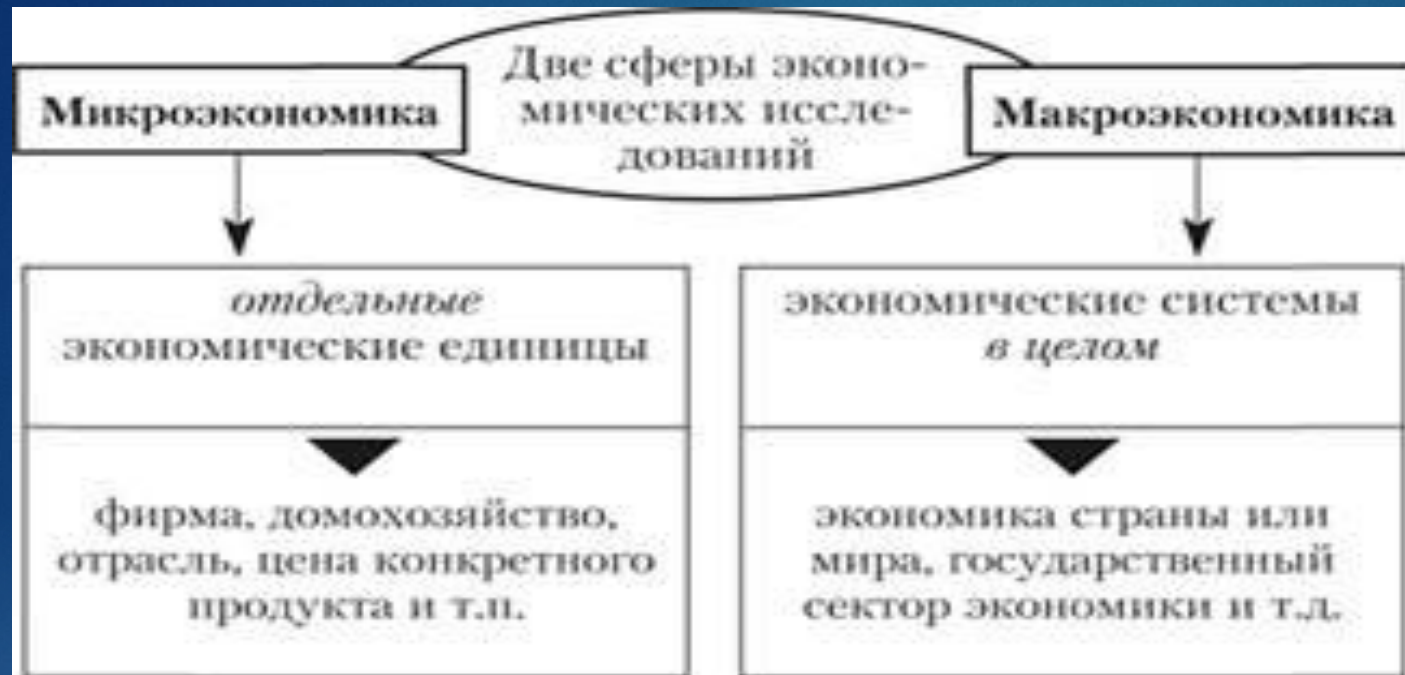 Две сферы эконо-
мических иссле-
дований
Микроэкономика
Макроэкономика
отдельные
экономические единицы
экономические системы
в целом
фирма, домохозяйство,
отрасль, цена конкретного
продукта и т.п.
экономика страны или
мира, государственный
сектор экономики и т.д.